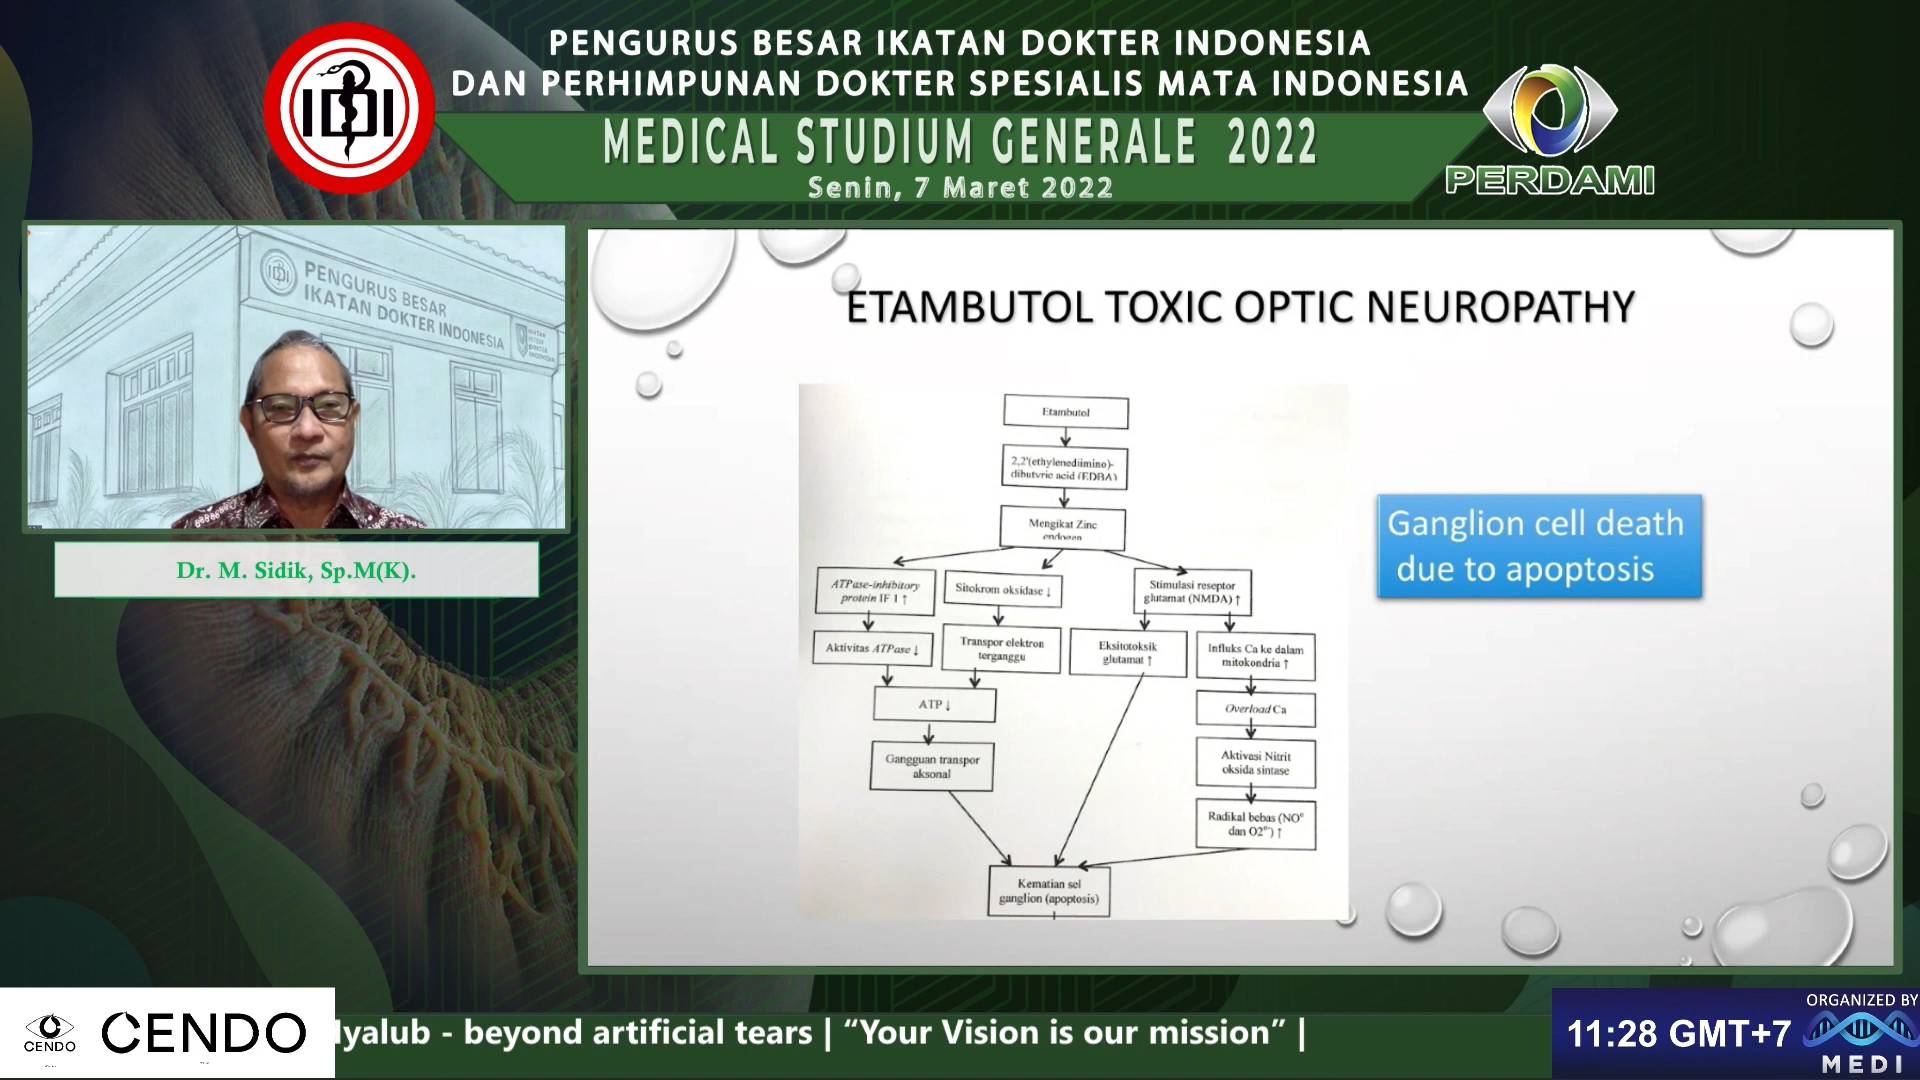 PENGURUS BESAR IKATAN DOKTER INDONESIA
DAN PERHIMPUNAN DOKTER SPESIALIS MATA INDONESIA
IDI
MEDICAL STUDIUM GENERALE 2022
Senin, 7 Maret 2022
PERDAMI
IDI
PENGURUS BESAR
IKATAN DOKTER INDONESIA
Dr. M. Sidik, Sp.M(K).
ETAMBUTOL TOXIC OPTIC NEUROPATHY
Etambutol
2,2'(ethylenediimino)-
dibutyric acid (EDBA)
Mengikat Zinc
endogen
ATPase-inhibitory
protein IF 1 ↑
Sitokrom oksidase ↓
Stimulasi reseptor
glutamat (NMDA) ↑
Aktivitas ATPase ↓
Transpor elektron
terganggu
Eksitotoksik
glutamat ↑
Influks Ca ke dalam
mitokondria ↑
ATP ↓
Overload Ca
Gangguan transpor
aksonal
Aktivasi Nitrit
oksida sintase
Radikal bebas (NO°
dan O2°⁻) ↑
Kematian sel
ganglion (apoptosis)
Ganglion cell death
due to apoptosis
CENDO
CENDO
lyalub - beyond artificial tears | “Your Vision is our mission” |
11:28 GMT+7
ORGANIZED BY
MEDI